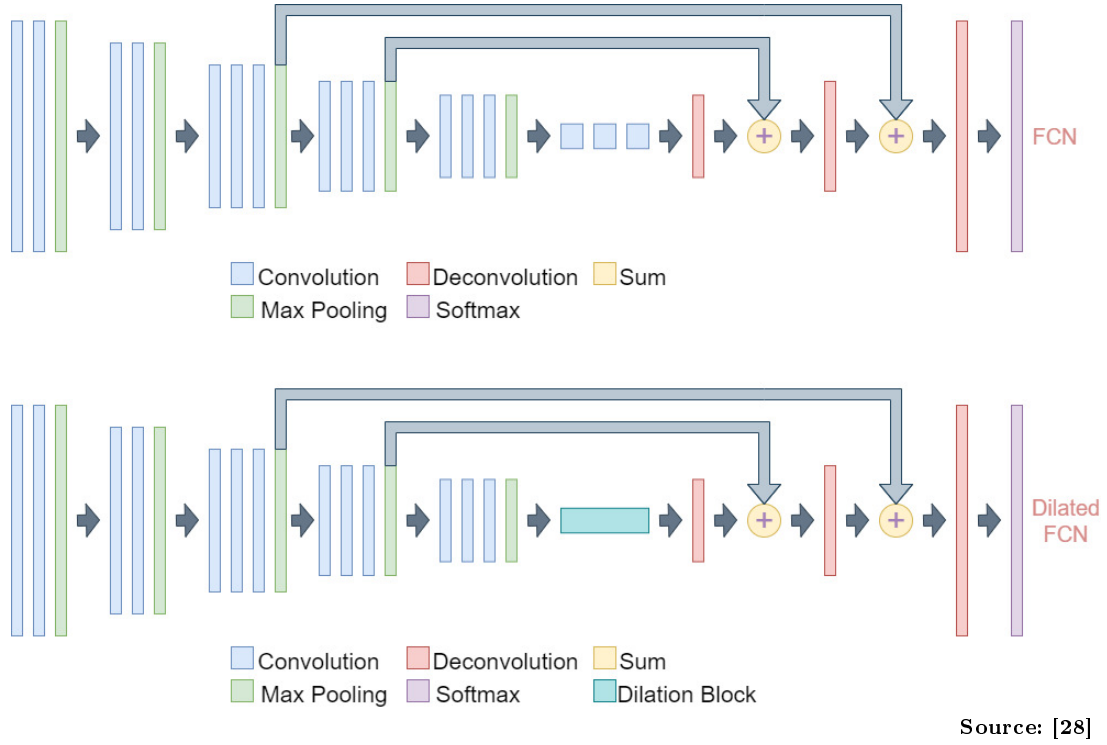 FCN
Convolution Deconvolution Sum
Max Pooling Softmax
Dilated
FCN
Convolution Deconvolution Sum
Max Pooling Softmax Dilation Block
Source: [28]